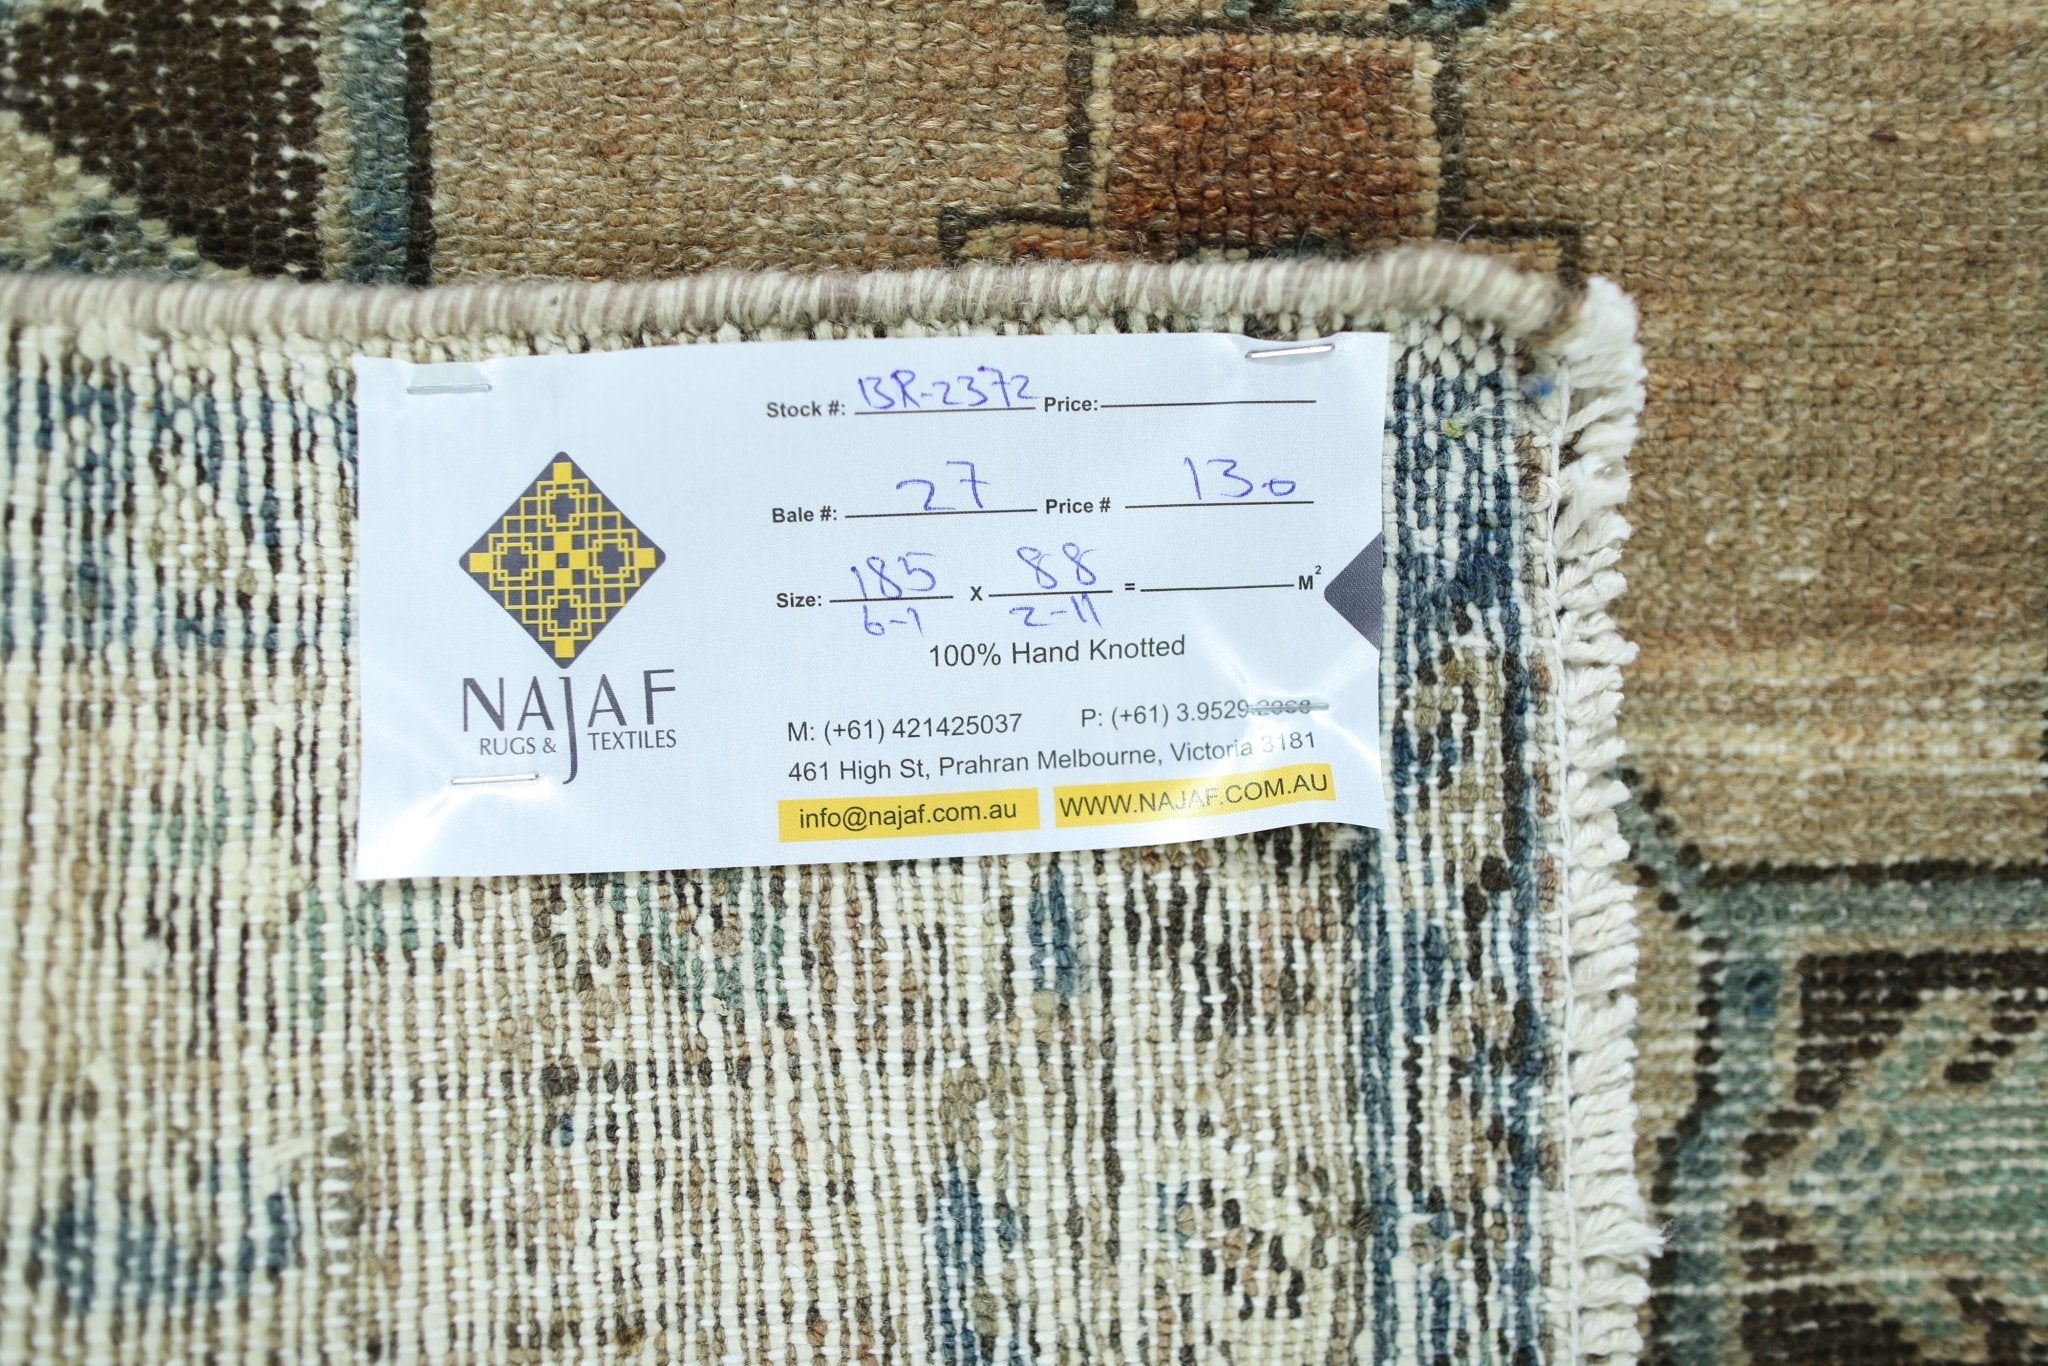 Stock #: BR-2372 Price:
Bale #: 27 Price # 130
Size: 185 x 88 = M²
6-1 2-11
100% Hand Knotted
NAJAF
RUGS & TEXTILES
M: (+61) 421425037 P: (+61) 3.9529
461 High St, Prahran Melbourne, Victoria 3181
info@najaf.com.au WWW.NAJAF.COM.AU